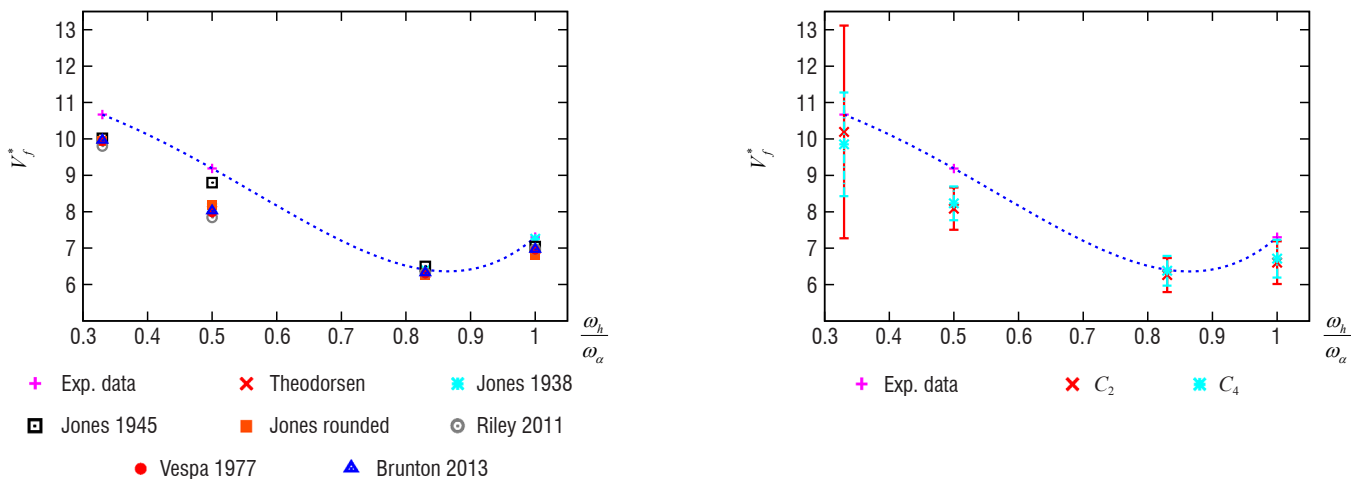 13
12
11
10
9
8
7
6
V*f
0.3 0.4 0.5 0.6 0.7 0.8 0.9 1
ωh
ωα
Exp. data Theodorsen Jones 1938
Jones 1945 Jones rounded Riley 2011
Vespa 1977 Brunton 2013
13
12
11
10
9
8
7
6
V*f
0.3 0.4 0.5 0.6 0.7 0.8 0.9 1
ωh
ωα
Exp. data C2 C4